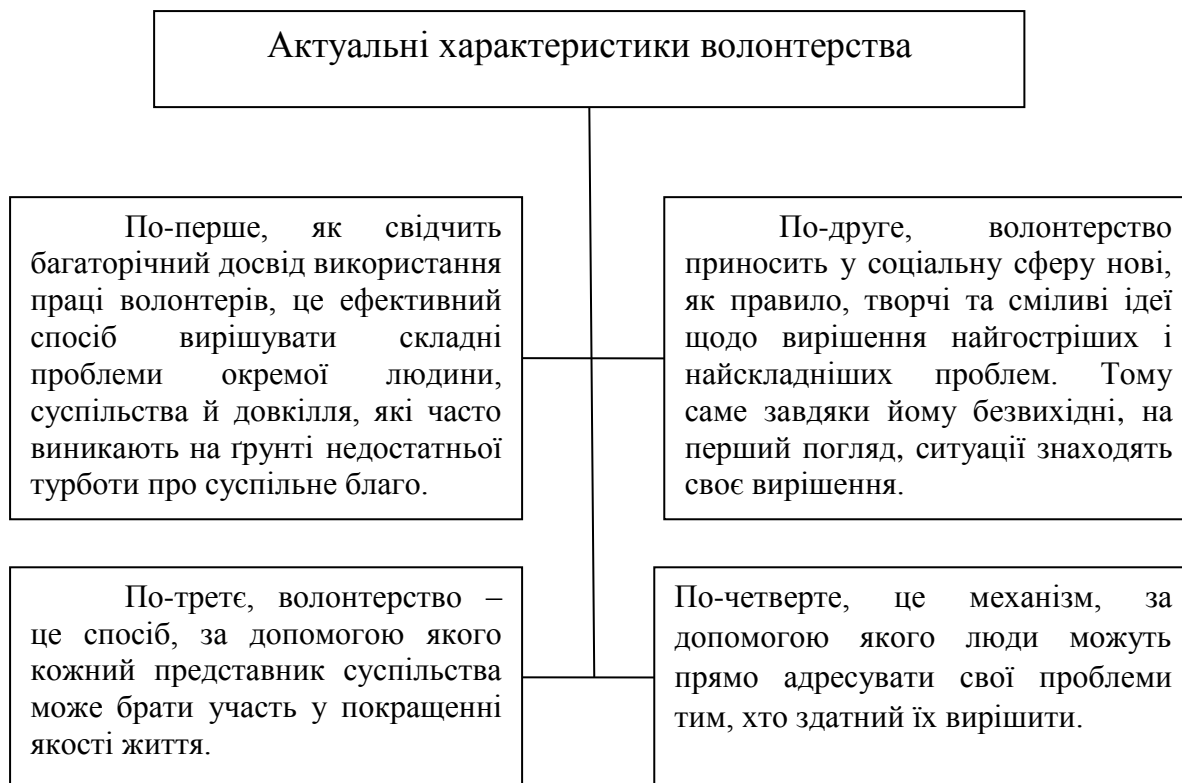 Актуальні характеристики волонтерства
По-перше, як свідчить
багаторічний досвід використання
праці волонтерів, це ефективний
спосіб вирішувати складні
проблеми окремої людини,
суспільства й довкілля, які часто
виникають на ґрунті недостатньої
турботи про суспільне благо.
По-друге, волонтерство
приносить у соціальну сферу нові,
як правило, творчі та сміливі ідеї
щодо вирішення найгостріших і
найскладніших проблем. Тому
саме завдяки йому безвихідні, на
перший погляд, ситуації знаходять
своє вирішення.
По-третє, волонтерство –
це спосіб, за допомогою якого
кожний представник суспільства
може брати участь у покращенні
якості життя.
По-четверте, це механізм, за
допомогою якого люди можуть
прямо адресувати свої проблеми
тим, хто здатний їх вирішити.